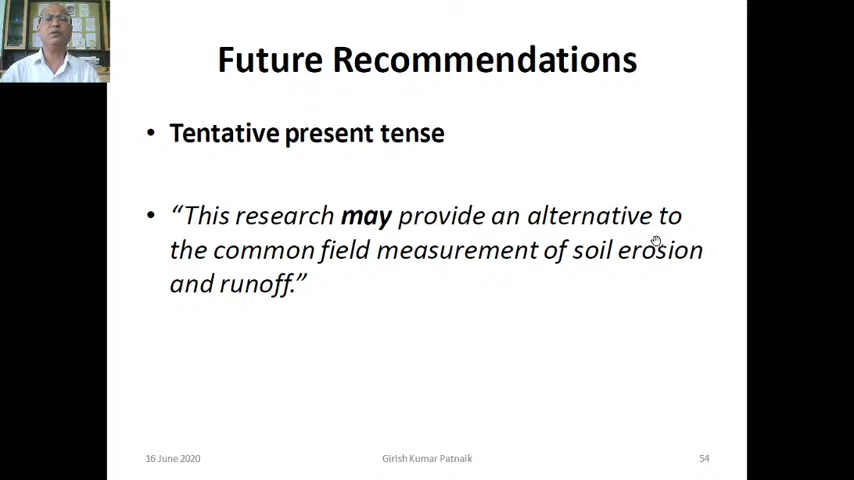 Future Recommendations
• Tentative present tense
• “This research may provide an alternative to
the common field measurement of soil erosion
and runoff.”
16 June 2020
Girish Kumar Patnaik
54